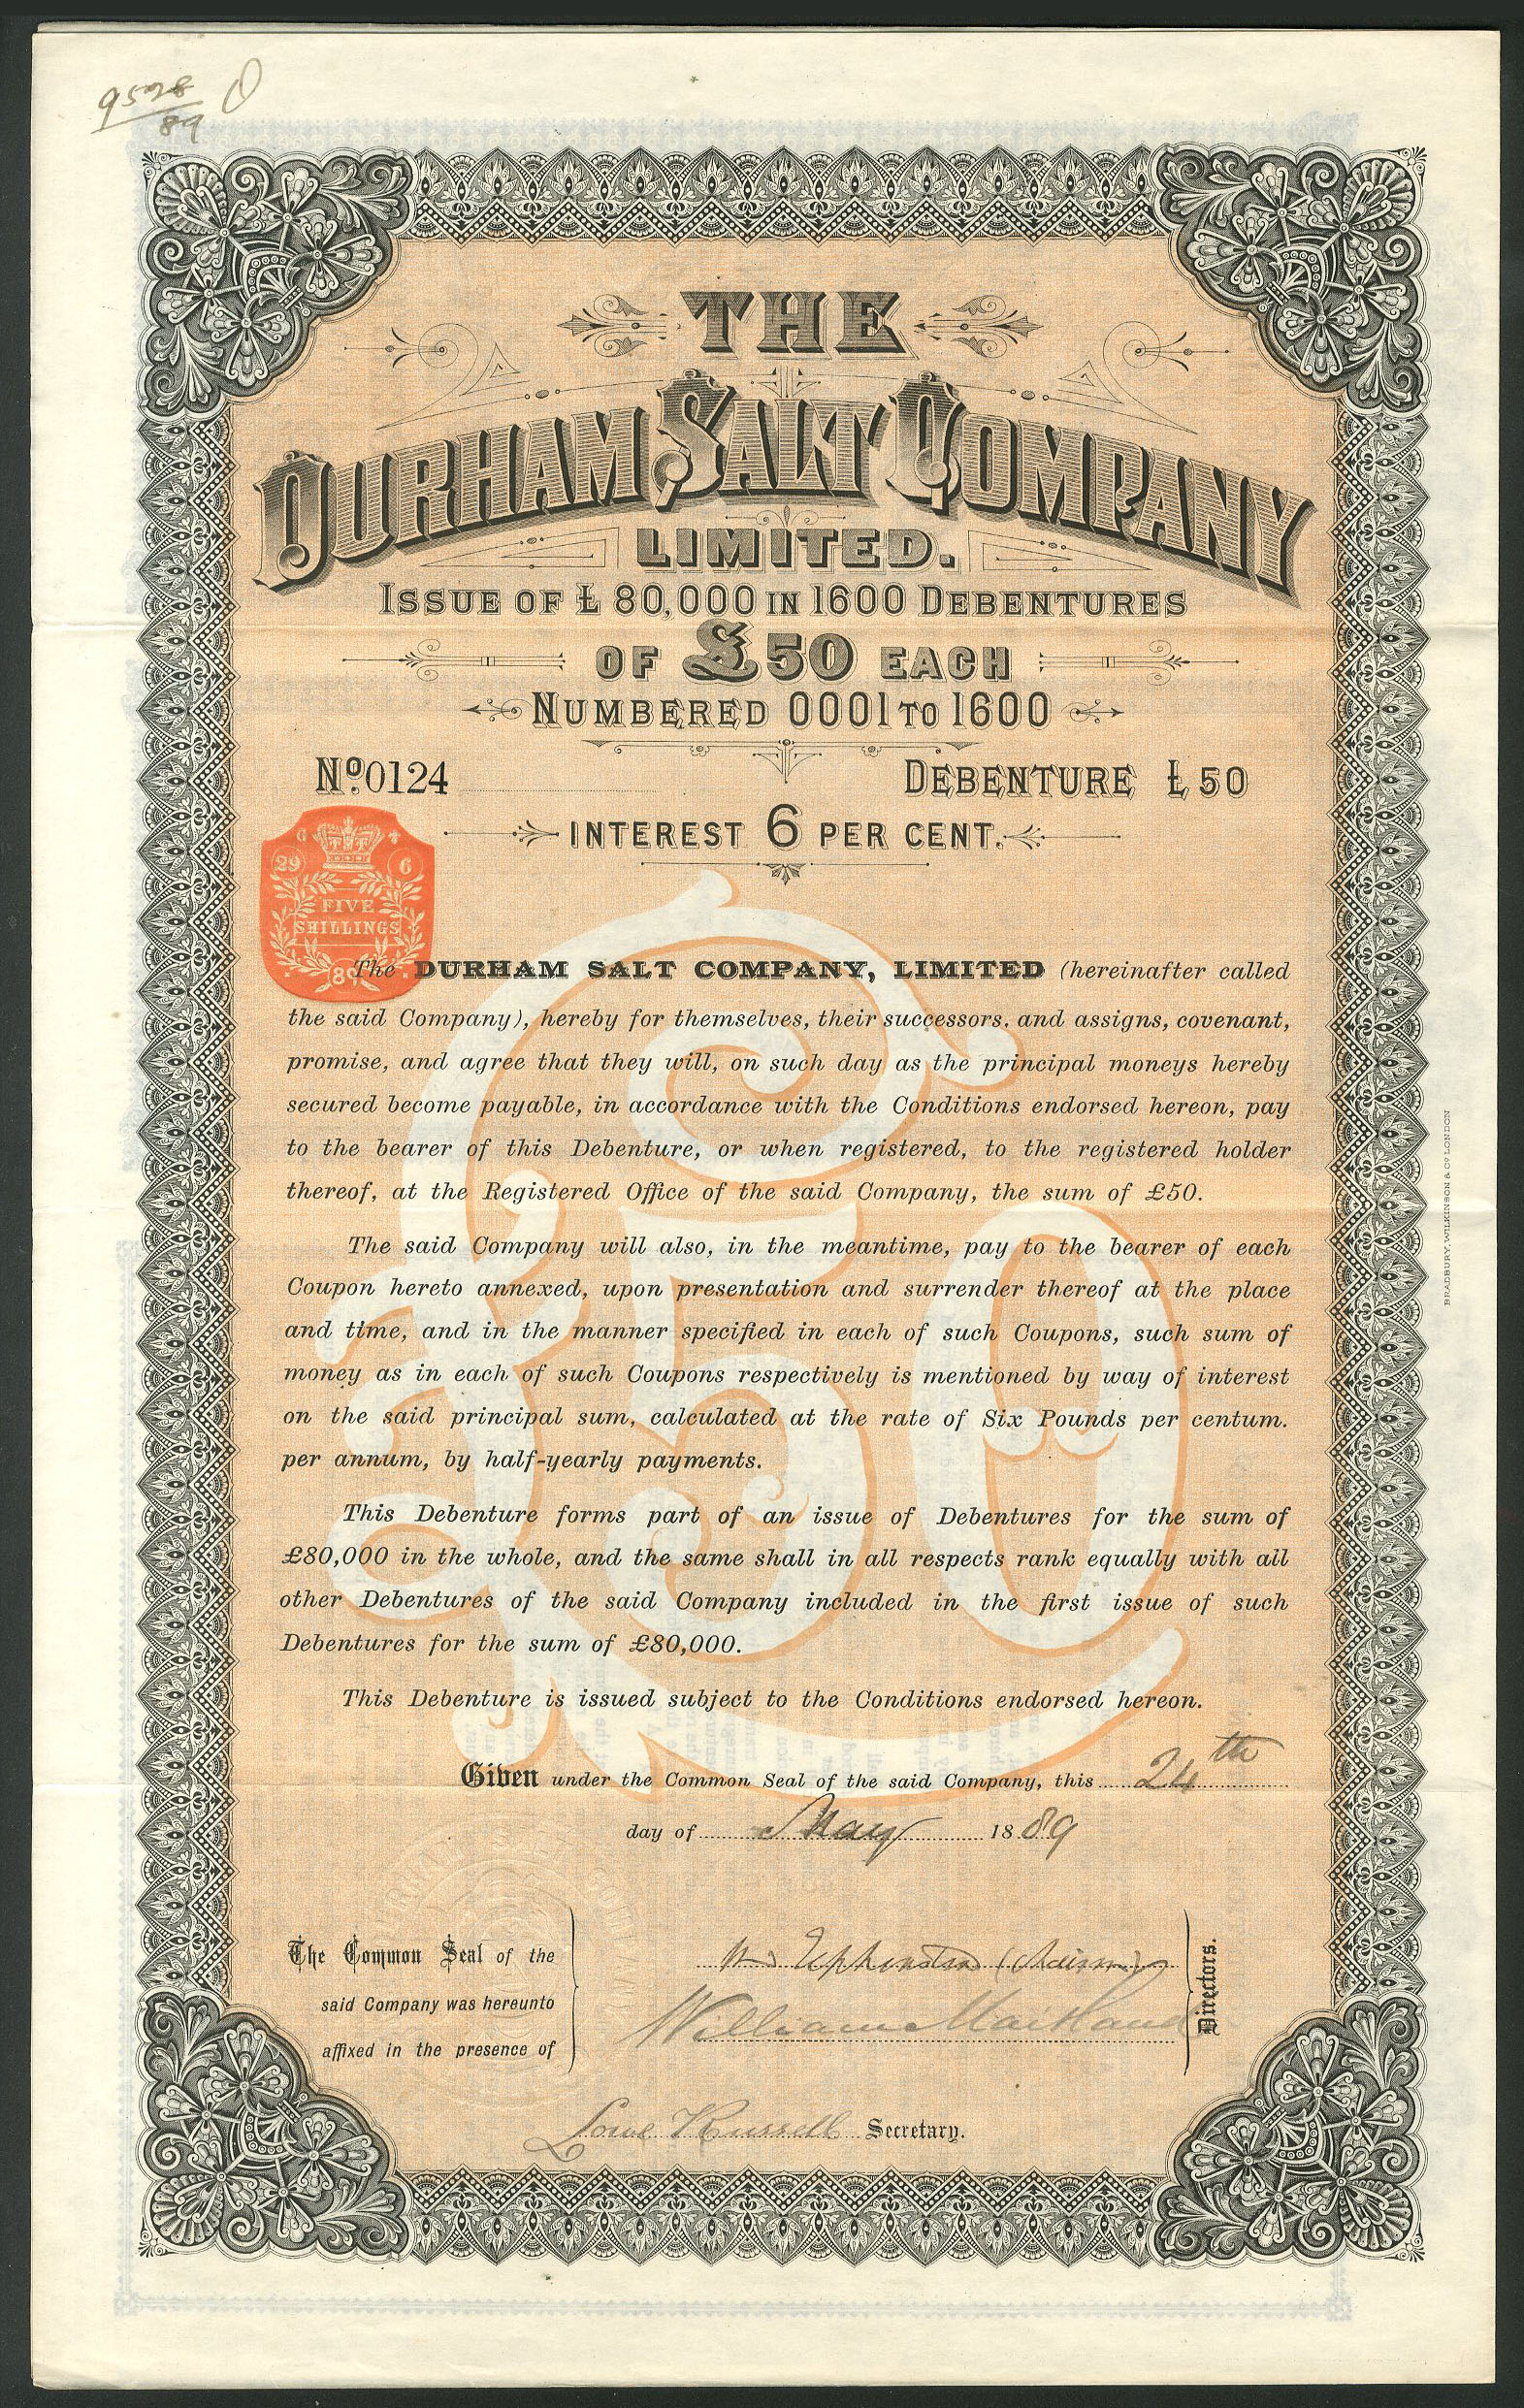 9528 0
89
THE
DURHAM SALT COMPANY
LIMITED.
ISSUE OF £ 80,000 IN 1600 DEBENTURES
OF £50 EACH
NUMBERED 0001 TO 1600
No. 0124
DEBENTURE £50
INTEREST 6 PER CENT.
29 6
FIVE
SHILLINGS
89
The DURHAM SALT COMPANY, LIMITED (hereinafter called
the said Company), hereby for themselves, their successors, and assigns, covenant,
promise, and agree that they will, on such day as the principal moneys hereby
secured become payable, in accordance with the Conditions endorsed hereon, pay
to the bearer of this Debenture, or when registered, to the registered holder
thereof, at the Registered Office of the said Company, the sum of £50.
The said Company will also, in the meantime, pay to the bearer of each
Coupon hereto annexed, upon presentation and surrender thereof at the place
and time, and in the manner specified in each of such Coupons, such sum of
money as in each of such Coupons respectively is mentioned by way of interest
on the said principal sum, calculated at the rate of Six Pounds per centum.
per annum, by half-yearly payments.
This Debenture forms part of an issue of Debentures for the sum of
£80,000 in the whole, and the same shall in all respects rank equally with all
other Debentures of the said Company included in the first issue of such
Debentures for the sum of £80,000.
This Debenture is issued subject to the Conditions endorsed hereon.
£50
Given under the Common Seal of the said Company, this 24th
day of May 1889
The Common Seal of the
said Company was hereunto
affixed in the presence of
(Chairman)
William Maitland
Directors.
Russell Secretary.
BRADBURY, WILKINSON & Co. LONDON